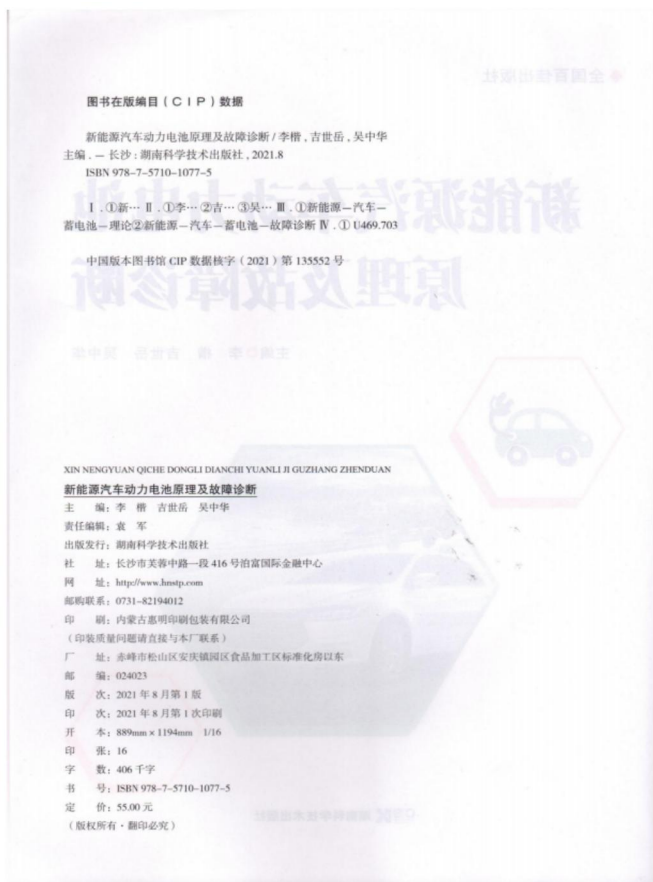 图书在版编目(CIP)数据
新能源汽车动力电池原理及故障诊断/李楷,吉世岳,吴中华
主编.—长沙:湖南科学技术出版社,2021.8
ISBN 978-7-5710-1077-5
Ⅰ.①新… Ⅱ.①李… ②吉… ③吴… Ⅲ.①新能源—汽车—
蓄电池—理论②新能源—汽车—蓄电池—故障诊断 Ⅳ.①U469.703
中国版本图书馆 CIP 数据核字(2021)第 135552 号
XIN NENGYUAN QICHE DONGLI DIANCHI YUANLI JI GUZHANG ZHENDUAN
新能源汽车动力电池原理及故障诊断
主 编:李 楷 吉世岳 吴中华
责任编辑:袁 军
出版发行:湖南科学技术出版社
社 址:长沙市芙蓉中路一段 416 号泊富国际金融中心
网 址:http://www.hnstp.com
邮购联系:0731-82194012
印 刷:内蒙古惠明印刷包装有限公司
(印装质量问题请直接与本厂联系)
厂 址:赤峰市松山区安庆镇园区食品加工区标准化房以东
邮 编:024023
版 次:2021 年 8 月第 1 版
印 次:2021 年 8 月第 1 次印刷
开 本:889mm×1194mm 1/16
印 张:16
字 数:406 千字
书 号:ISBN 978-7-5710-1077-5
定 价:55.00 元
(版权所有·翻印必究)